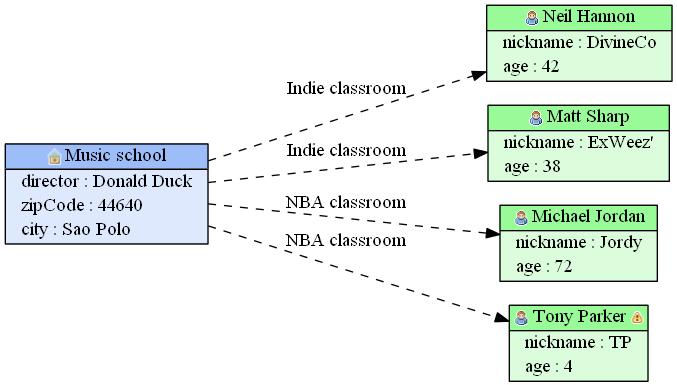 Neil Hannon
nickname : DivineCo
age : 42
Indie classroom
Matt Sharp
nickname : ExWeez'
age : 38
Indie classroom
Music school
director : Donald Duck
zipCode : 44640
city : Sao Polo
NBA classroom
Michael Jordan
nickname : Jordy
age : 72
NBA classroom
Tony Parker
nickname : TP
age : 4